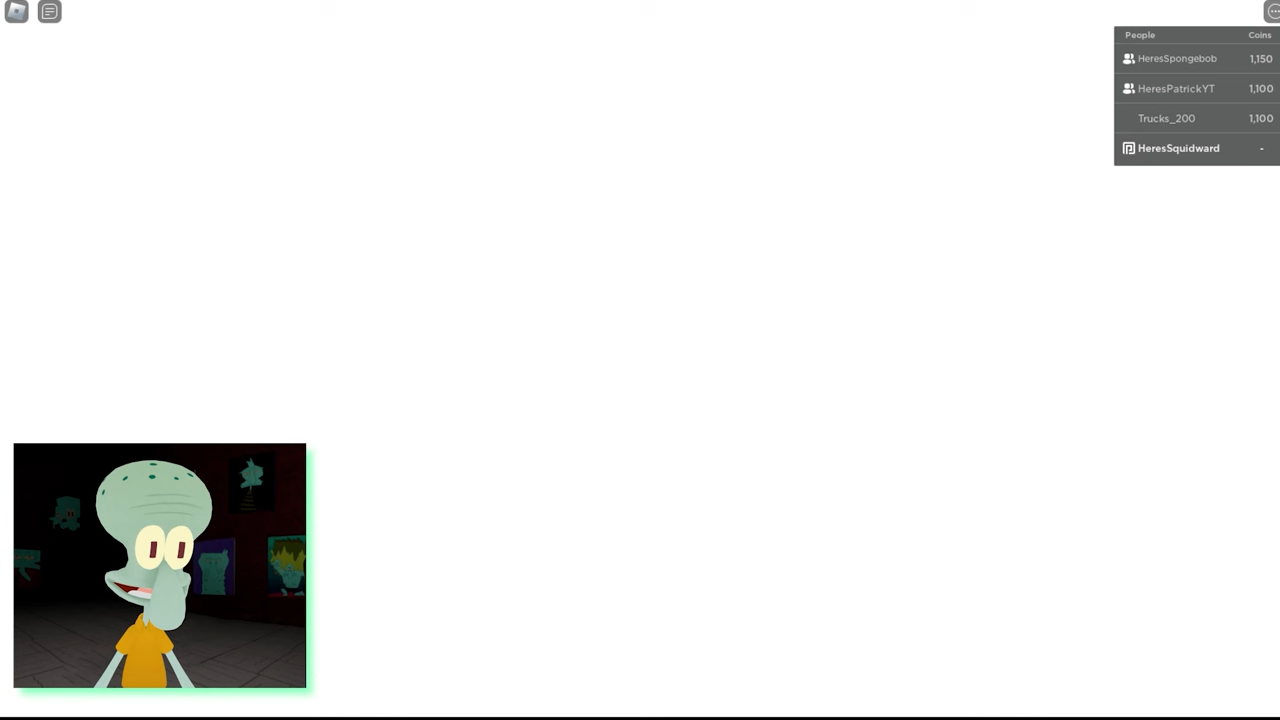 People Coins
HeresSpongebob 1,150
HeresPatrickYT 1,100
Trucks_200 1,100
HeresSquidward -